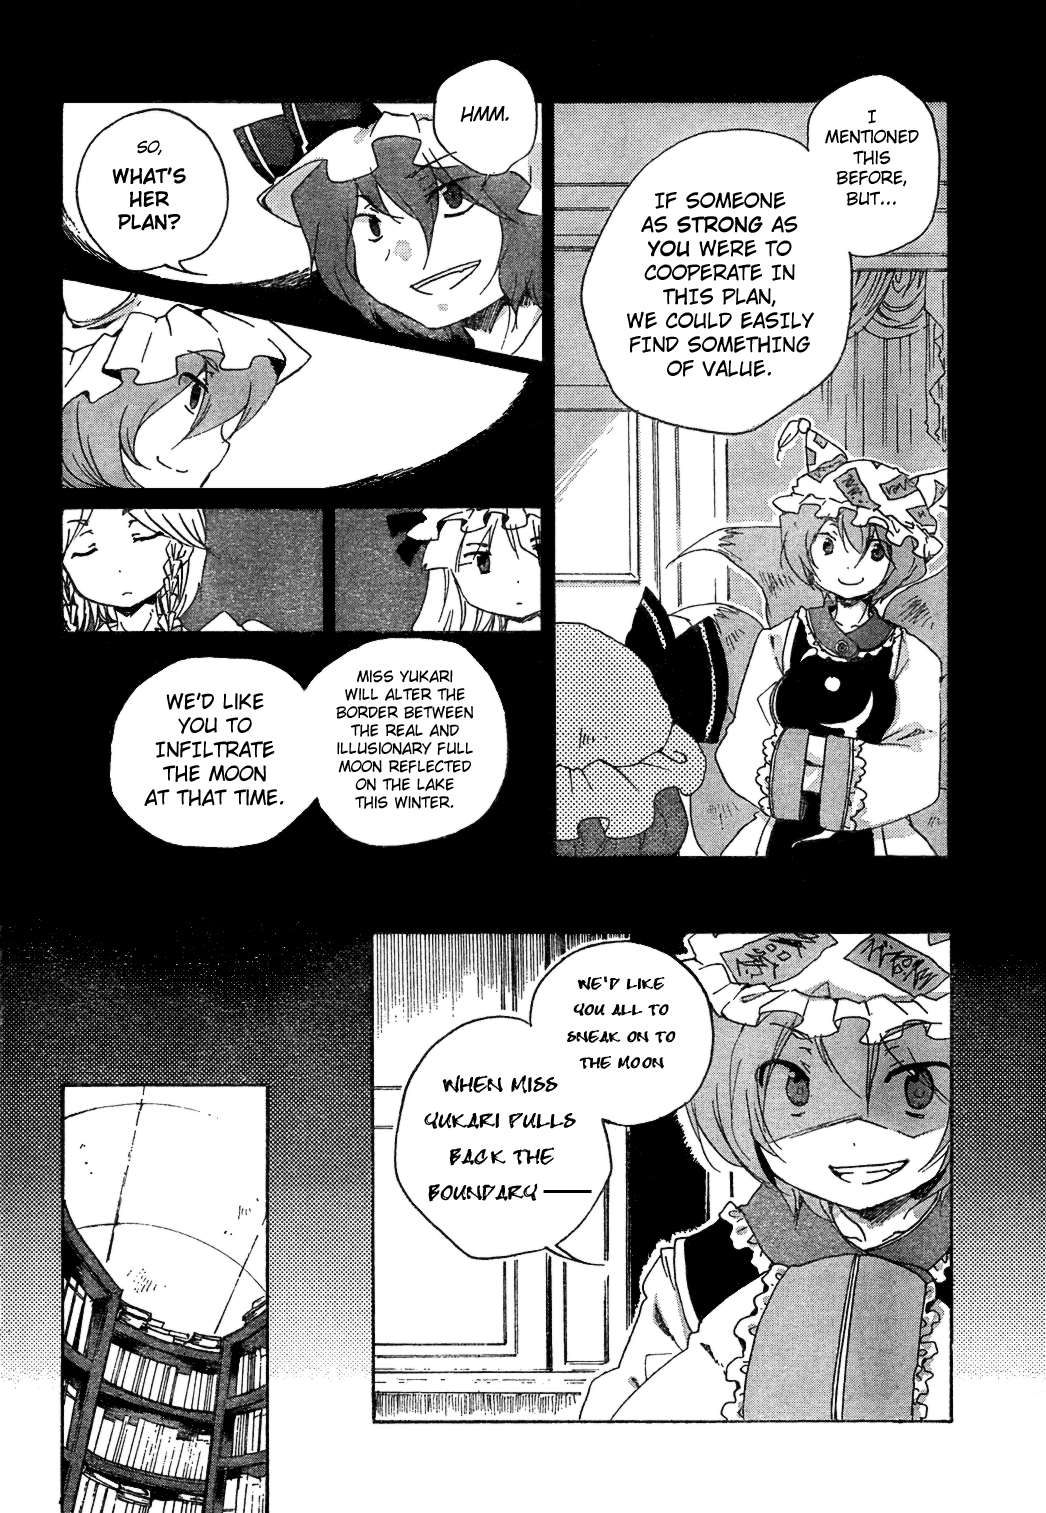 I
MENTIONED
THIS
BEFORE,
BUT...
IF SOMEONE
AS STRONG AS
YOU WERE TO
COOPERATE IN
THIS PLAN,
WE COULD EASILY
FIND SOMETHING
OF VALUE.
HMM.
SO,
WHAT'S
HER
PLAN?
MISS YUKARI
WILL ALTER THE
BORDER BETWEEN
THE REAL AND
ILLUSIONARY FULL
MOON REFLECTED
ON THE LAKE
THIS WINTER.
WE'D LIKE
YOU TO
INFILTRATE
THE MOON
AT THAT TIME.
WE'D LIKE
YOU ALL TO
SNEAK ON TO
THE MOON
WHEN MISS
YUKARI PULLS
BACK THE
BOUNDARY——